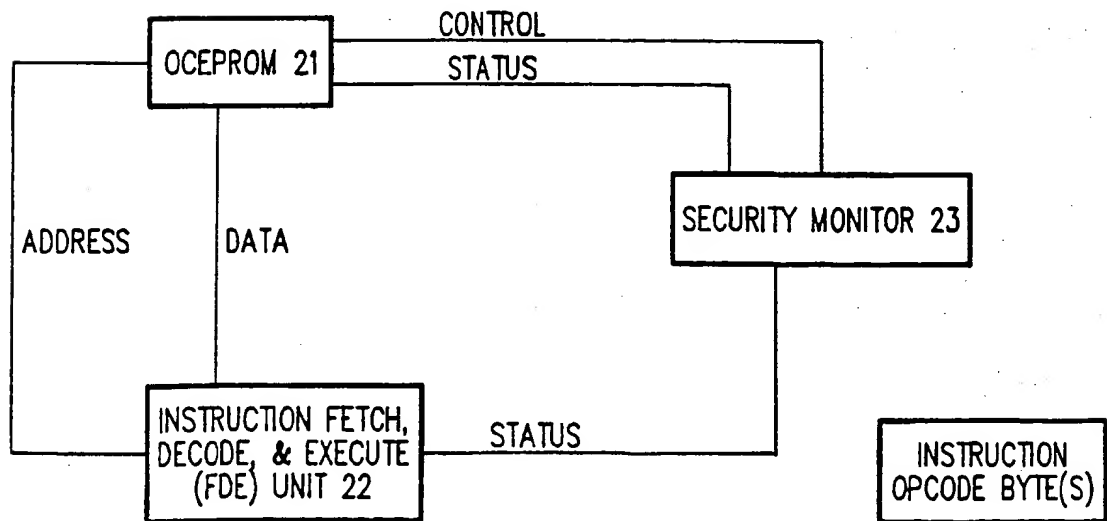 CONTROL
OCEPROM 21
STATUS
SECURITY MONITOR 23
ADDRESS
DATA
INSTRUCTION FETCH,
DECODE, & EXECUTE
(FDE) UNIT 22
STATUS
INSTRUCTION
OPCODE BYTE(S)